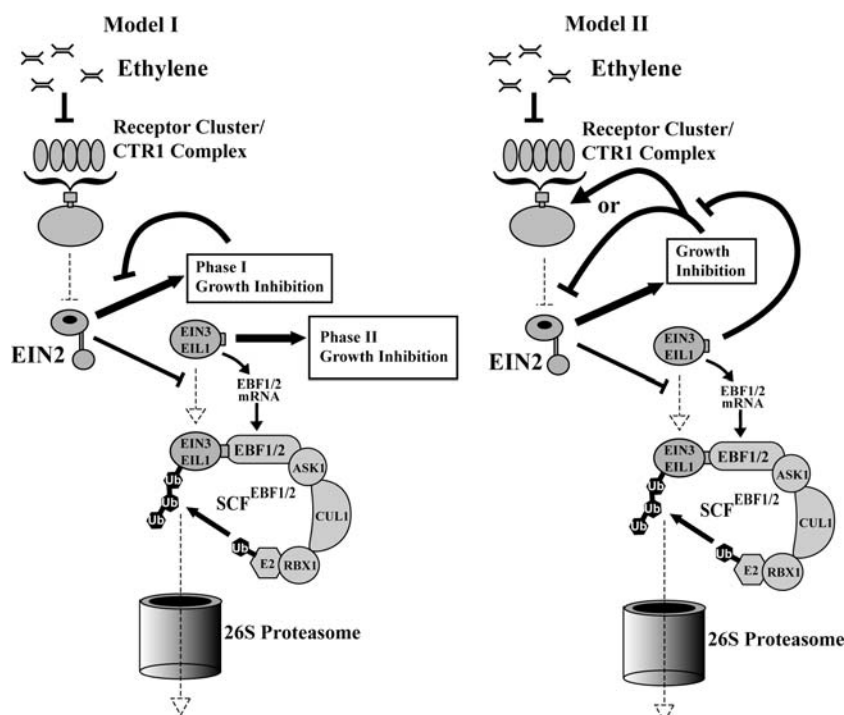 Model I
Ethylene
Receptor Cluster/
CTR1 Complex
Phase I
Growth Inhibition
EIN2
EIN3
EIL1
Phase II
Growth Inhibition
EBF1/2
mRNA
EIN3
EIL1
EBF1/2
ASK1
Ub
Ub
Ub
SCF EBF1/2
CUL1
Ub
E2
RBX1
26S Proteasome
Model II
Ethylene
Receptor Cluster/
CTR1 Complex
or
Growth
Inhibition
EIN2
EIN3
EIL1
EBF1/2
mRNA
EIN3
EIL1
EBF1/2
ASK1
Ub
Ub
Ub
SCF EBF1/2
CUL1
Ub
E2
RBX1
26S Proteasome